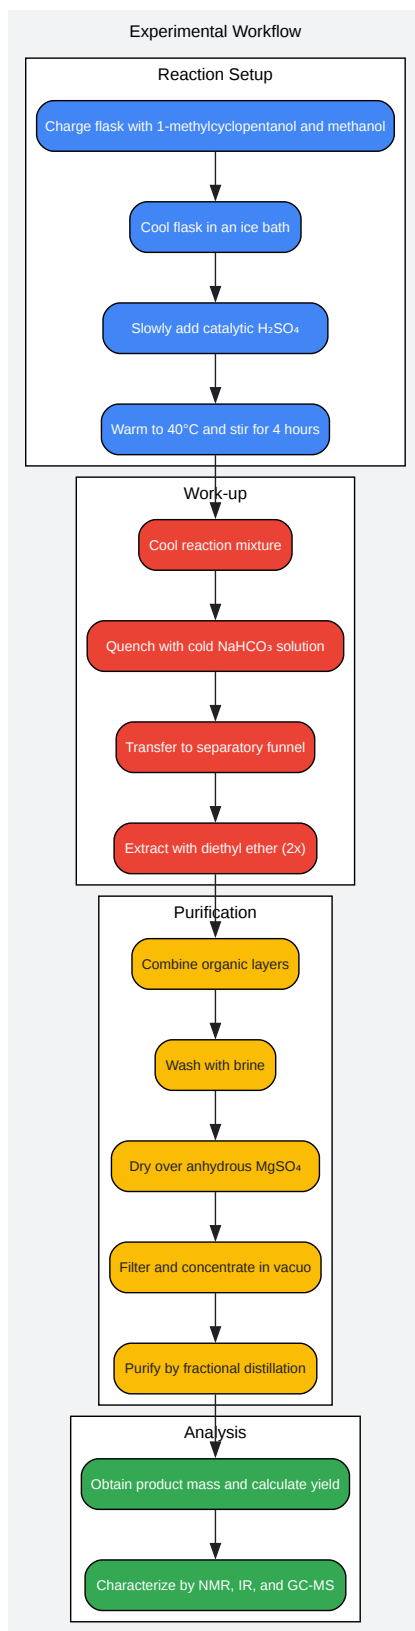 Experimental Workflow
Reaction Setup
Charge flask with 1-methylcyclopentanol and methanol
Cool flask in an ice bath
Slowly add catalytic H₂SO₄
Warm to 40°C and stir for 4 hours
Work-up
Cool reaction mixture
Quench with cold NaHCO₃ solution
Transfer to separatory funnel
Extract with diethyl ether (2x)
Purification
Combine organic layers
Wash with brine
Dry over anhydrous MgSO₄
Filter and concentrate in vacuo
Purify by fractional distillation
Analysis
Obtain product mass and calculate yield
Characterize by NMR, IR, and GC-MS